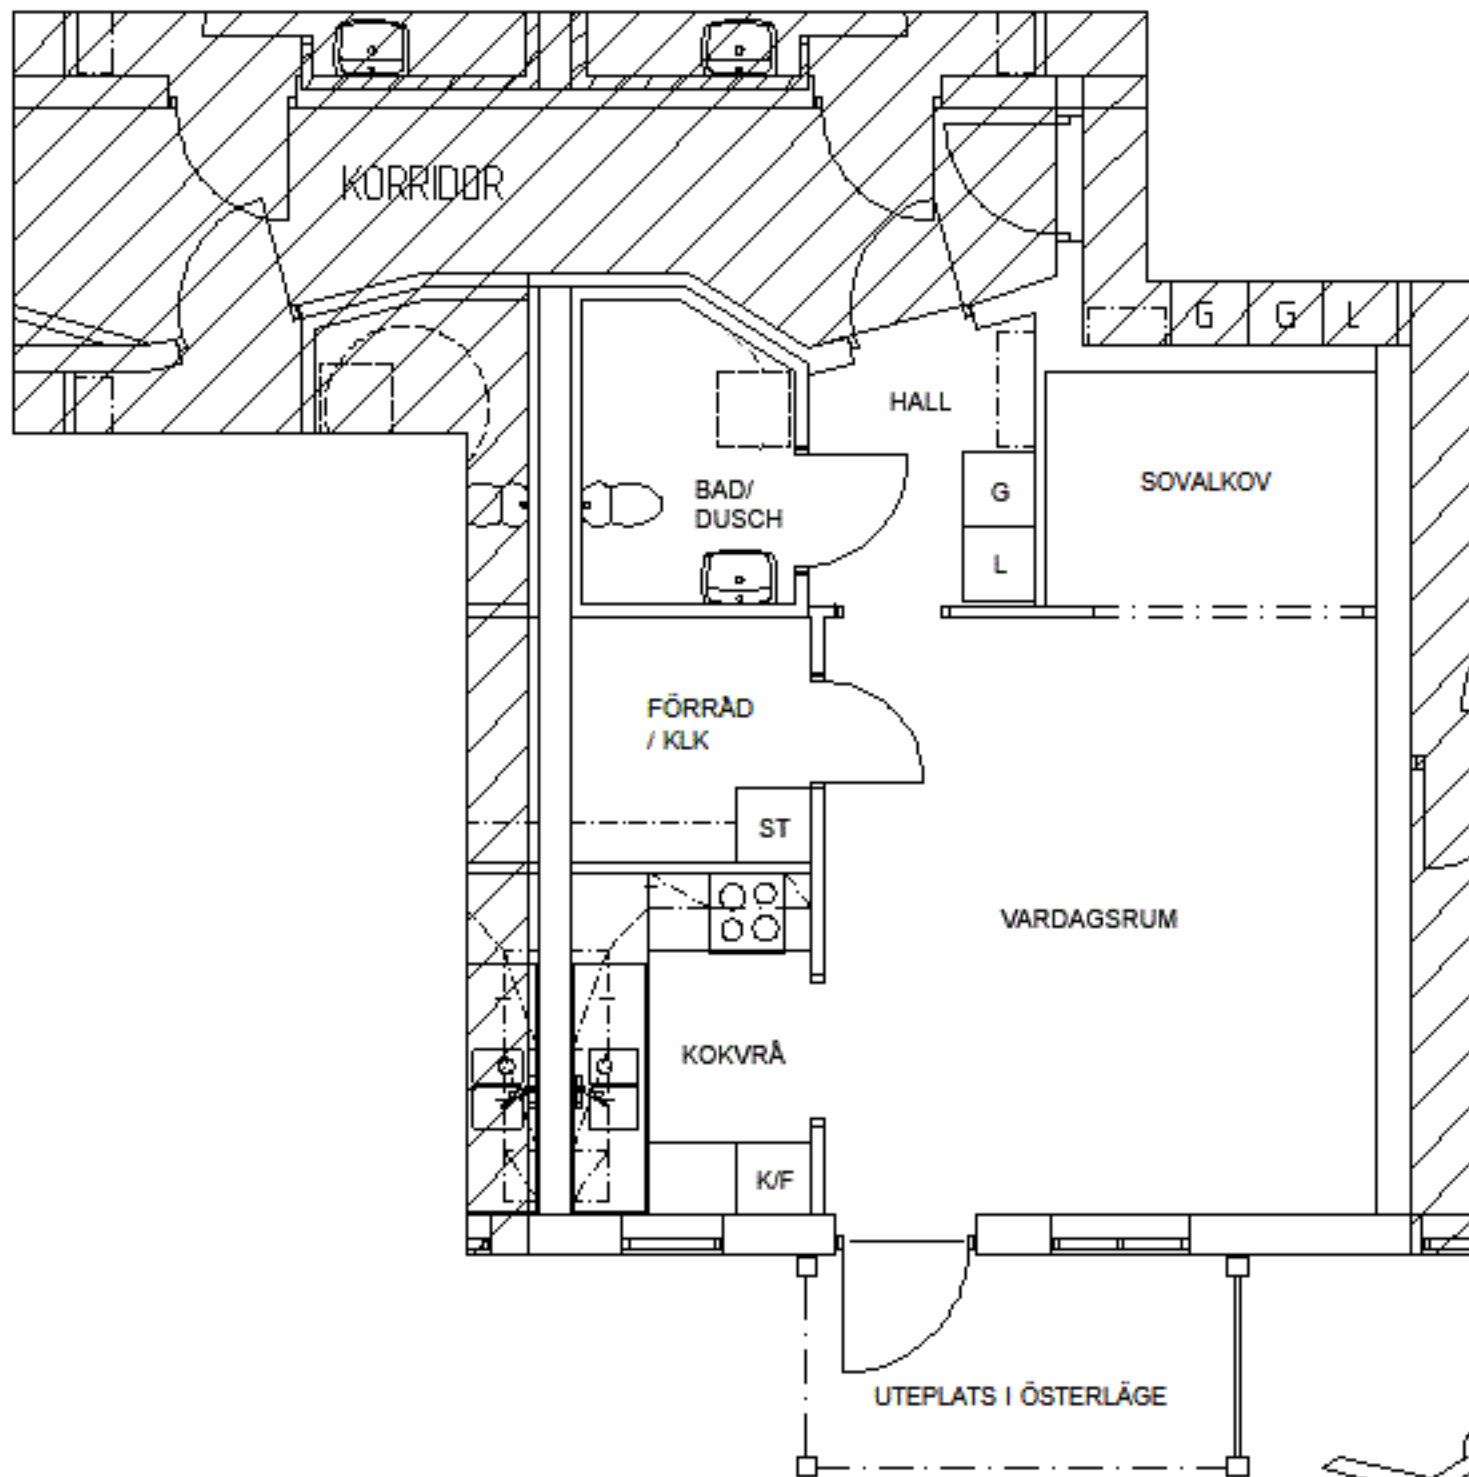 KORRIDOR
G G L
HALL
SOVALKOV
BAD/
DUSCH
G
L
FÖRRÅD
/ KLK
ST
VARDAGSRUM
KOKVRÅ
K/F
UTEPLATS I ÖSTERLÄGE